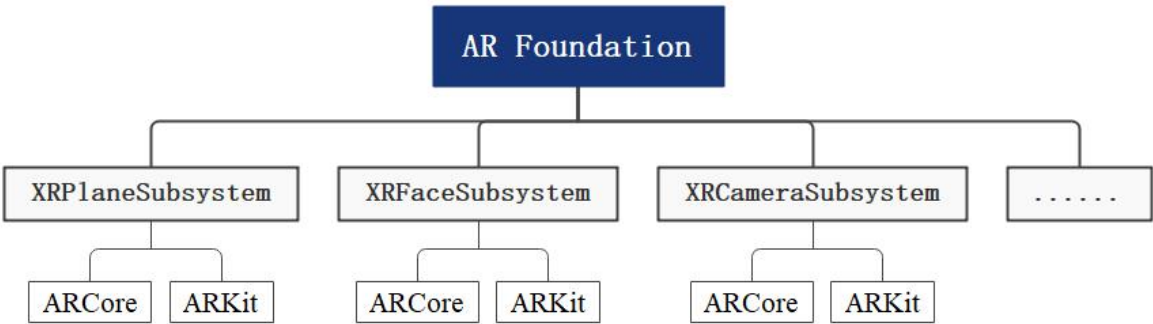 AR Foundation
XRPlaneSubsystem
XRFaceSubsystem
XRCameraSubsystem
......
ARCore
ARKit
ARCore
ARKit
ARCore
ARKit